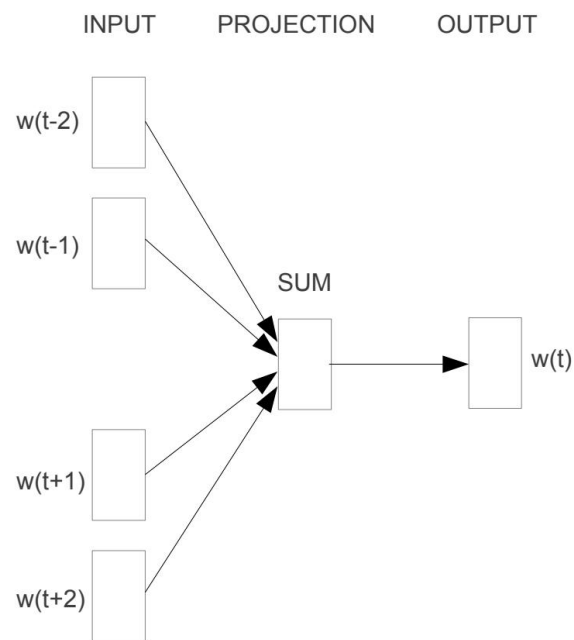 INPUT PROJECTION OUTPUT
w(t-2)
w(t-1)
SUM
w(t)
w(t+1)
w(t+2)